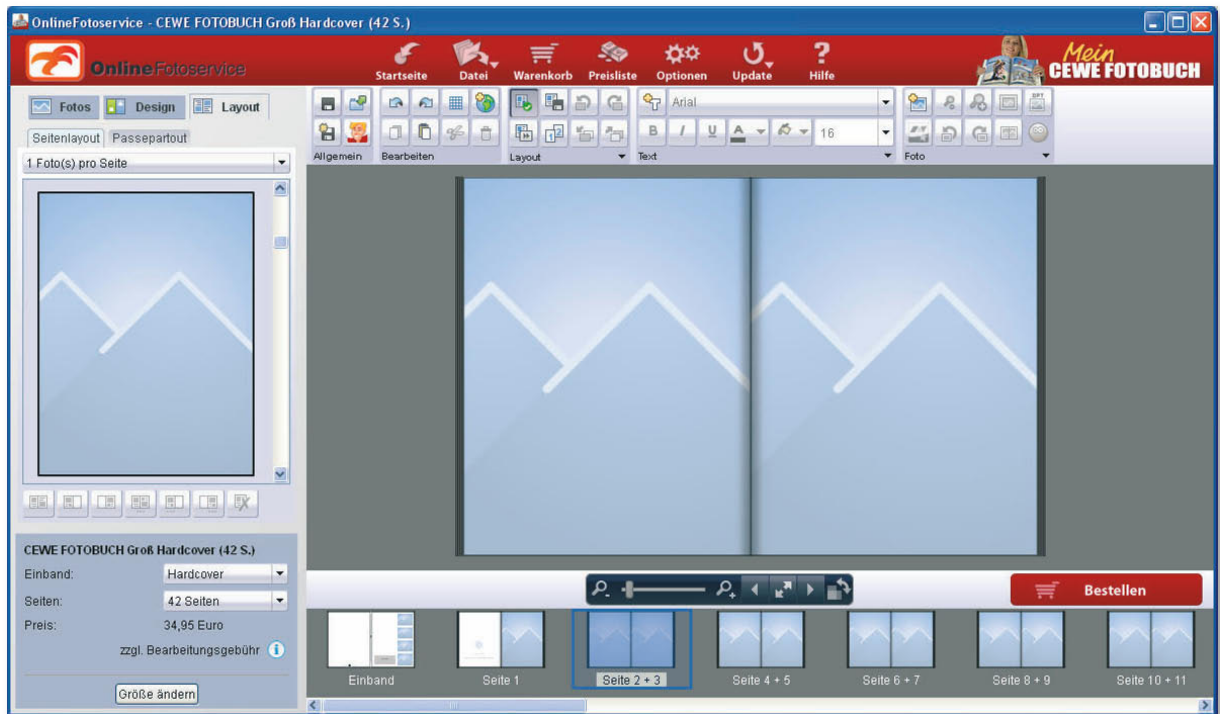 OnlineFotoservice - CEWE FOTOBUCH Groß Hardcover (42 S.)
OnlineFotoservice
Startseite Datei Warenkorb Preisliste Optionen Update Hilfe
Mein
CEWE FOTOBUCH
Fotos Design Layout
Seitenlayout Passepartout
1 Foto(s) pro Seite
Arial
B I U A 16
Allgemein Bearbeiten Layout Text Foto
CEWE FOTOBUCH Groß Hardcover (42 S.)
Einband: Hardcover
Seiten: 42 Seiten
Preis: 34,95 Euro
zzgl. Bearbeitungsgebühr
Größe ändern
Bestellen
Einband Seite 1 Seite 2 + 3 Seite 4 + 5 Seite 6 + 7 Seite 8 + 9 Seite 10 + 11